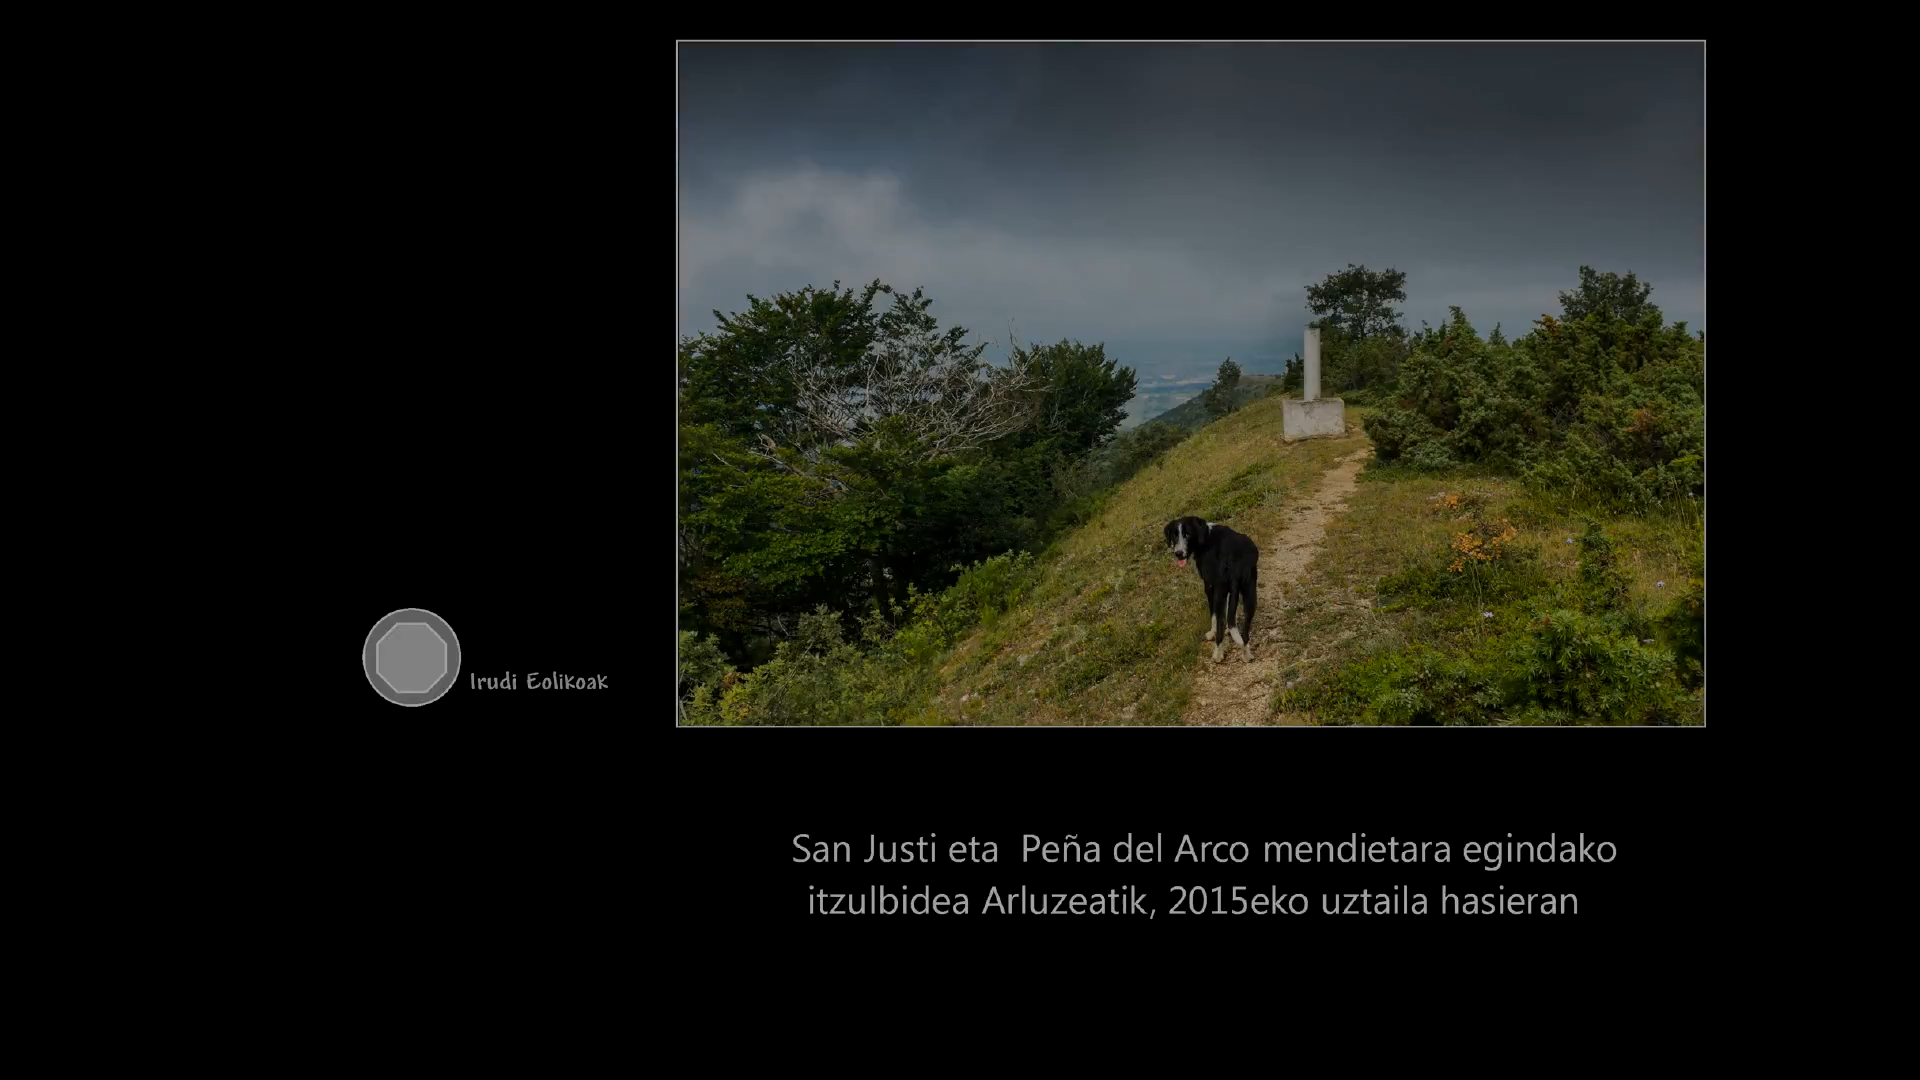 Irudi Eolikoak
San Justi eta Peña del Arco mendietara egindako
itzulbidea Arluzeatik, 2015eko uztaila hasieran